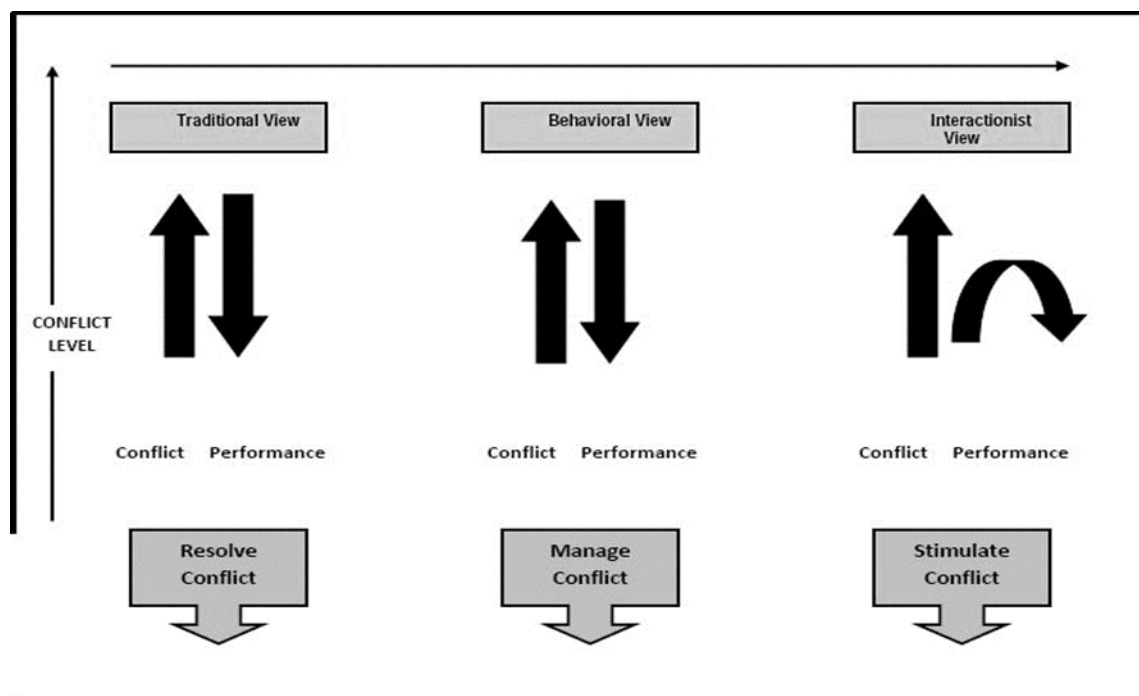 Traditional View
Behavioral View
Interactionist
View
CONFLICT
LEVEL
Conflict Performance
Conflict Performance
Conflict Performance
Resolve
Conflict
Manage
Conflict
Stimulate
Conflict